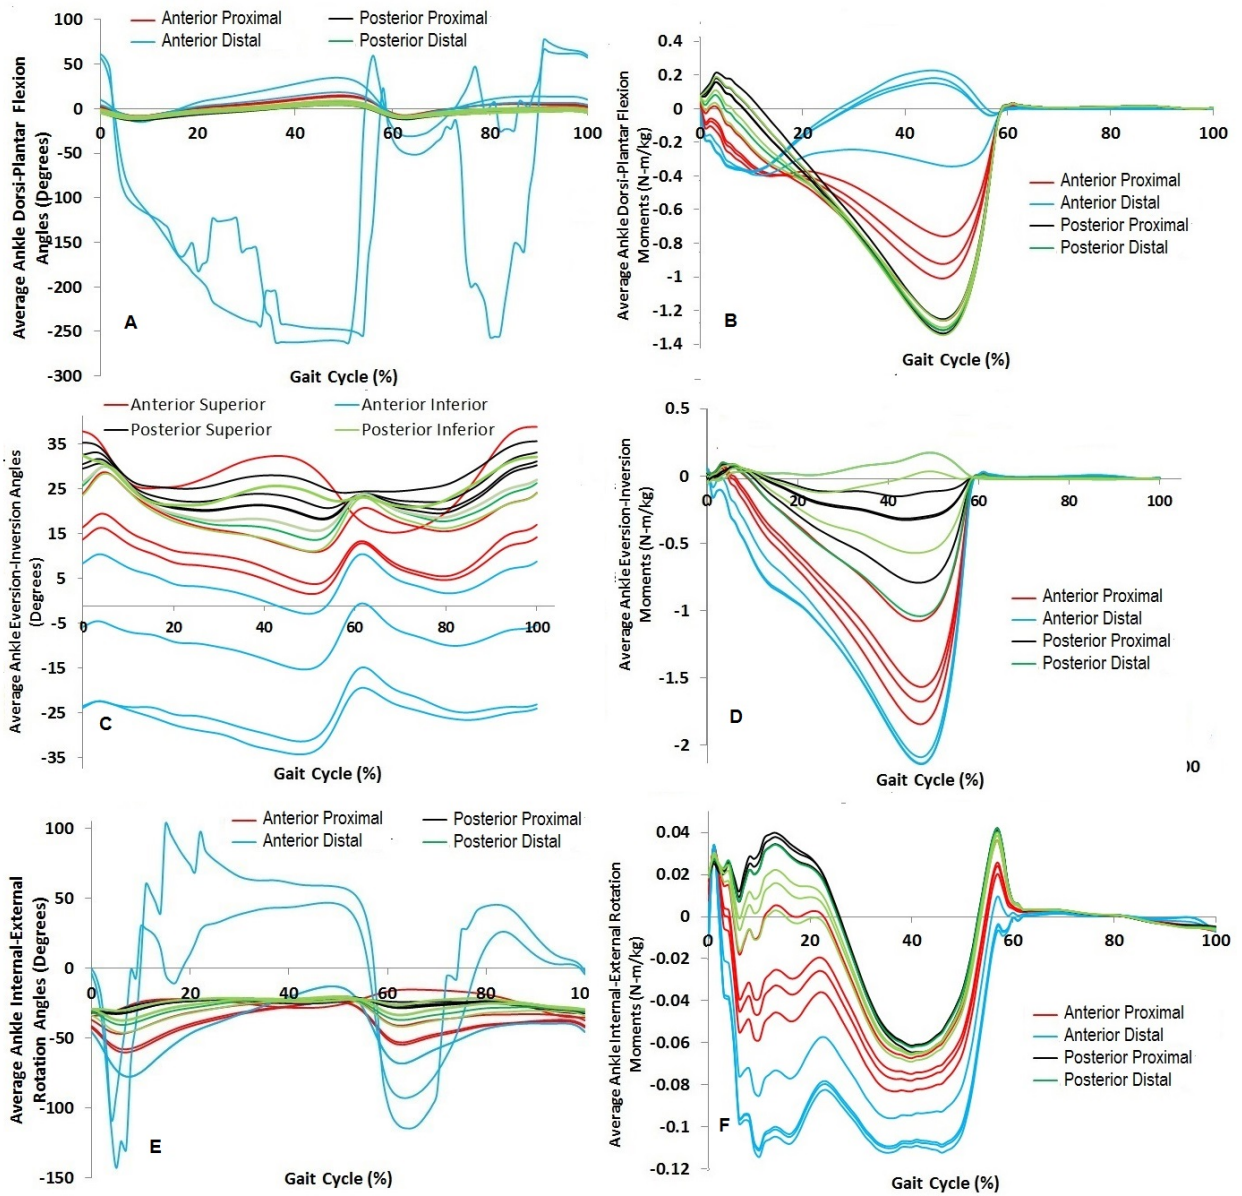 Average Ankle Dorsi-Plantar Flexion
Angles (Degrees)
100
50
0
-50
-100
-150
-200
-250
-300
Anterior Proximal
Posterior Proximal
Anterior Distal
Posterior Distal
0
20
40
60
80
100
A
Gait Cycle (%)
Average Ankle Dorsi-Plantar Flexion
Moments (N-m/kg)
0.4
0.2
0
-0.2
-0.4
-0.6
-0.8
-1
-1.2
-1.4
0
20
40
60
80
100
Anterior Proximal
Anterior Distal
Posterior Proximal
Posterior Distal
B
Gait Cycle (%)
Average Ankle Eversion-Inversion Angles
(Degrees)
Anterior Superior
Anterior Inferior
Posterior Superior
Posterior Inferior
35
25
15
5
-5
-15
-25
-35
0
20
40
60
80
100
C
Gait Cycle (%)
Average Ankle Eversion-Inversion
Moments (N-m/kg)
0.5
0
-0.5
-1
-1.5
-2
0
20
40
60
80
100
Anterior Proximal
Anterior Distal
Posterior Proximal
Posterior Distal
D
Gait Cycle (%)
Average Ankle Internal-External
Rotation Angles (Degrees)
Anterior Proximal
Posterior Proximal
Anterior Distal
Posterior Distal
100
50
0
-50
-100
-150
0
20
40
60
80
E
Gait Cycle (%)
Average Ankle Internal-External Rotation
Moments (N-m/kg)
0.04
0.02
0
-0.02
-0.04
-0.06
-0.08
-0.1
-0.12
0
20
40
60
80
100
Anterior Proximal
Anterior Distal
Posterior Proximal
Posterior Distal
F
Gait Cycle (%)